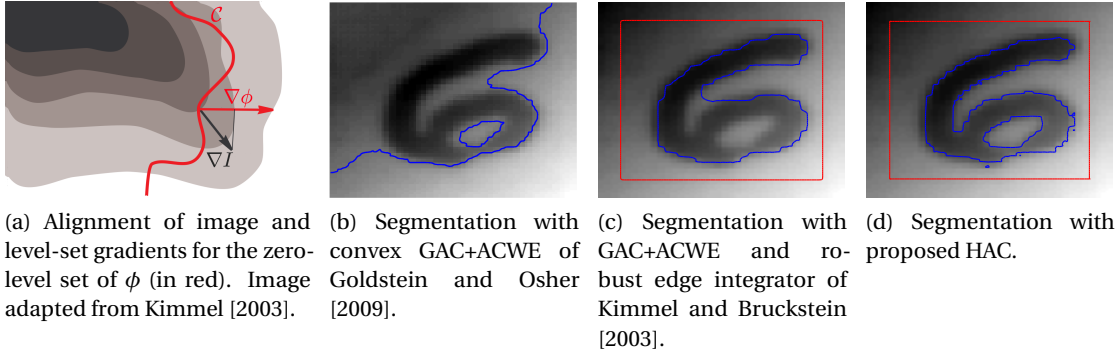 C
∇ϕ
∇I
(a) Alignment of image and
level-set gradients for the zero-
level set of ϕ (in red). Image
adapted from Kimmel [2003].
(b) Segmentation with
convex GAC+ACWE of
Goldstein and Osher
[2009].
(c) Segmentation with
GAC+ACWE and ro-
bust edge integrator of
Kimmel and Bruckstein
[2003].
(d) Segmentation with
proposed HAC.